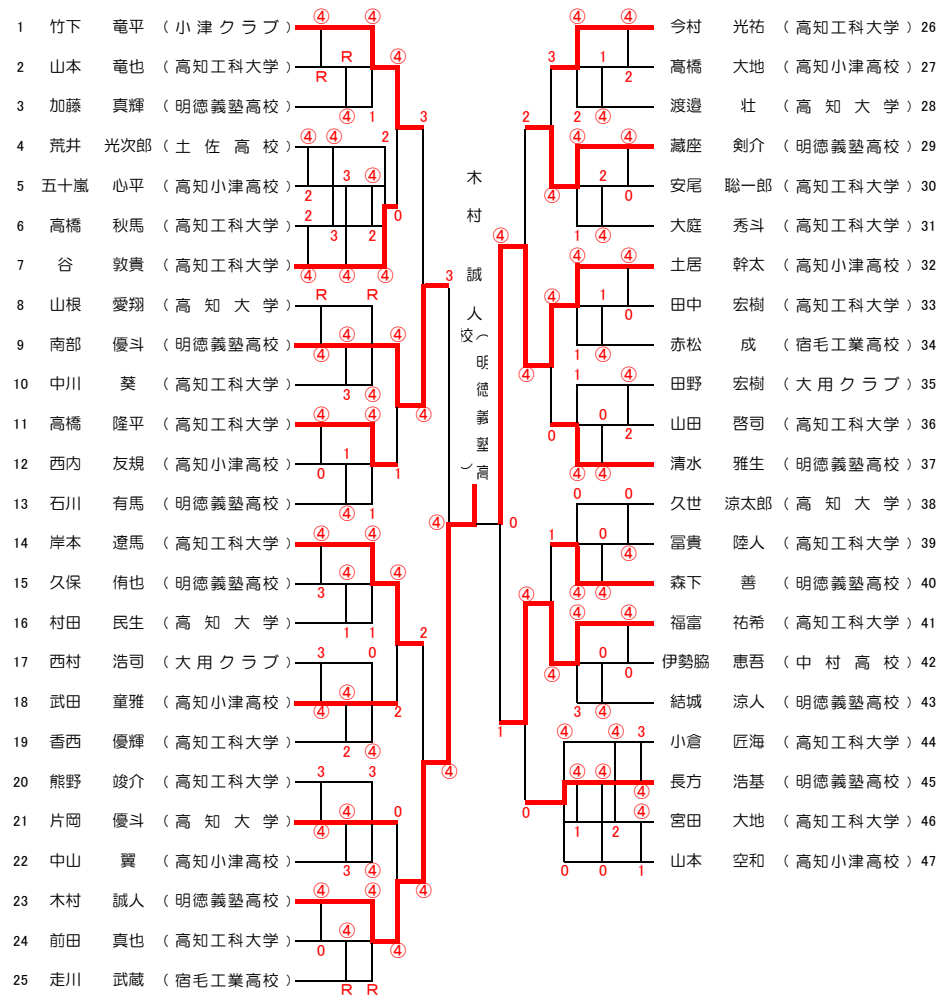 1 竹下 竜平 (小津クラブ)
2 山本 竜也 (高知工科大学)
3 加藤 真輝 (明徳義塾高校)
4 荒井 光次郎 (土佐高校)
5 五十嵐 心平 (高知小津高校)
6 高橋 秋馬 (高知工科大学)
7 谷 敦貴 (高知工科大学)
8 山根 愛翔 (高知大学)
9 南部 優斗 (明徳義塾高校)
10 中川 葵 (高知工科大学)
11 高橋 隆平 (高知工科大学)
12 西内 友規 (高知小津高校)
13 石川 有馬 (明徳義塾高校)
14 岸本 遼馬 (高知工科大学)
15 久保 侑也 (明徳義塾高校)
16 村田 民生 (高知大学)
17 西村 浩司 (大用クラブ)
18 武田 童雅 (高知小津高校)
19 香西 優輝 (高知工科大学)
20 熊野 竣介 (高知工科大学)
21 片岡 優斗 (高知大学)
22 中山 翼 (高知小津高校)
23 木村 誠人 (明徳義塾高校)
24 前田 真也 (高知工科大学)
25 走川 武蔵 (宿毛工業高校)
木村 誠人 (明徳義塾高校)
今村 光祐 (高知工科大学) 26
髙橋 大地 (高知小津高校) 27
渡邉 壮 (高知大学) 28
藏座 剣介 (明徳義塾高校) 29
安尾 聡一郎 (高知工科大学) 30
大庭 秀斗 (高知工科大学) 31
土居 幹太 (高知小津高校) 32
田中 宏樹 (高知工科大学) 33
赤松 成 (宿毛工業高校) 34
田野 宏樹 (大用クラブ) 35
山田 啓司 (高知工科大学) 36
清水 雅生 (明徳義塾高校) 37
久世 涼太郎 (高知大学) 38
冨貴 陸人 (高知工科大学) 39
森下 善 (明徳義塾高校) 40
福富 祐希 (高知工科大学) 41
伊勢脇 恵吾 (中村高校) 42
結城 涼人 (明徳義塾高校) 43
小倉 匠海 (高知工科大学) 44
長方 浩基 (明徳義塾高校) 45
宮田 大地 (高知工科大学) 46
山本 空和 (高知小津高校) 47